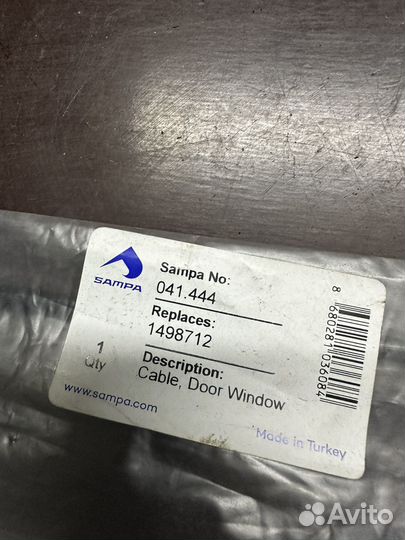 SAMPA
Sampa No:
041.444
Replaces:
1498712
1
Qty
Description:
Cable, Door Window
www.sampa.com
Made in Turkey
8 680281 036084
Avito